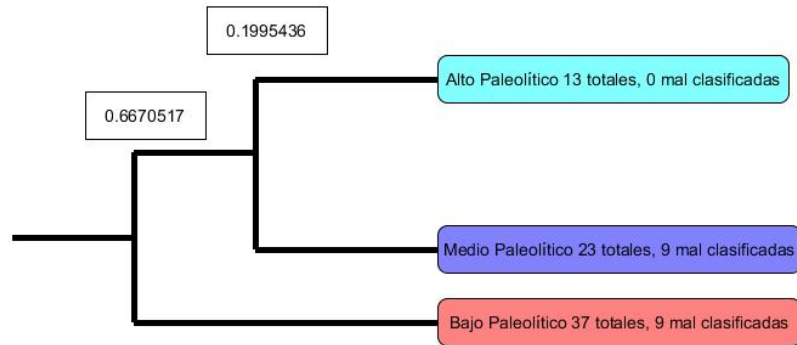 0.1995436
Alto Paleolítico 13 totales, 0 mal clasificadas
0.6670517
Medio Paleolítico 23 totales, 9 mal clasificadas
Bajo Paleolítico 37 totales, 9 mal clasificadas